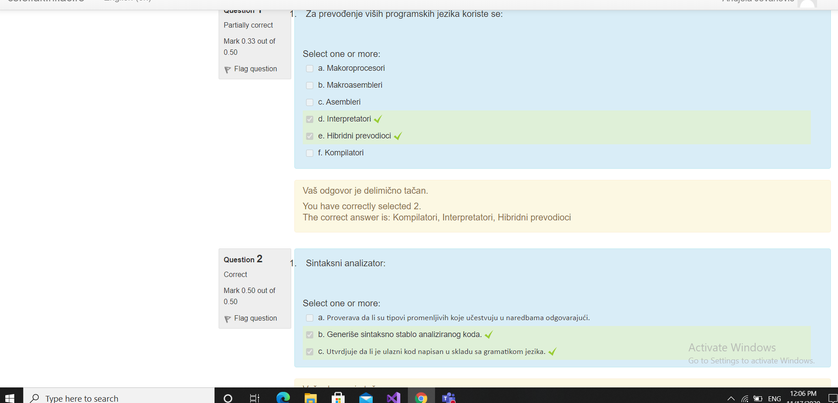 Question 1
1. Za prevođenje viših programskih jezika koriste se:
Partially correct
Mark 0.33 out of
0.50
Flag question
Select one or more:
a. Makoroprocesori
b. Makroasembleri
c. Asembleri
d. Interpretatori
e. Hibridni prevodioci
f. Kompilatori
Vaš odgovor je delimično tačan.
You have correctly selected 2.
The correct answer is: Kompilatori, Interpretatori, Hibridni prevodioci
Question 2
Correct
Mark 0.50 out of
0.50
Flag question
1. Sintaksni analizator:
Select one or more:
a. Proverava da li su tipovi promenljivih koje učestvuju u naredbama odgovarajući.
b. Generiše sintaksno stablo analiziranog koda.
c. Utvrdjuje da li je ulazni kod napisan u skladu sa gramatikom jezika.
Activate Windows
Go to Settings to activate Windows.
Type here to search
ENG
12:06 PM